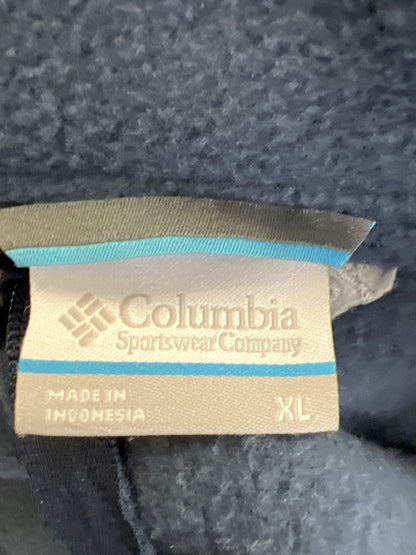 Columbia
Sportswear Company
MADE IN
INDONESIA
XL